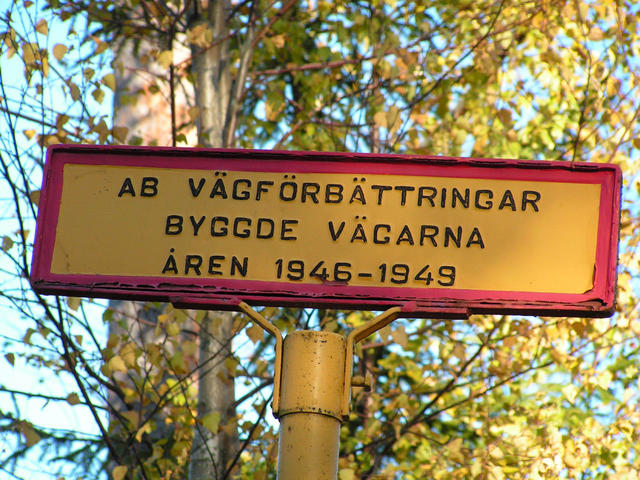 AB VÄGFÖRBÄTTRINGAR
BYGGDE VÄGARNA
ÅREN 1946-1949